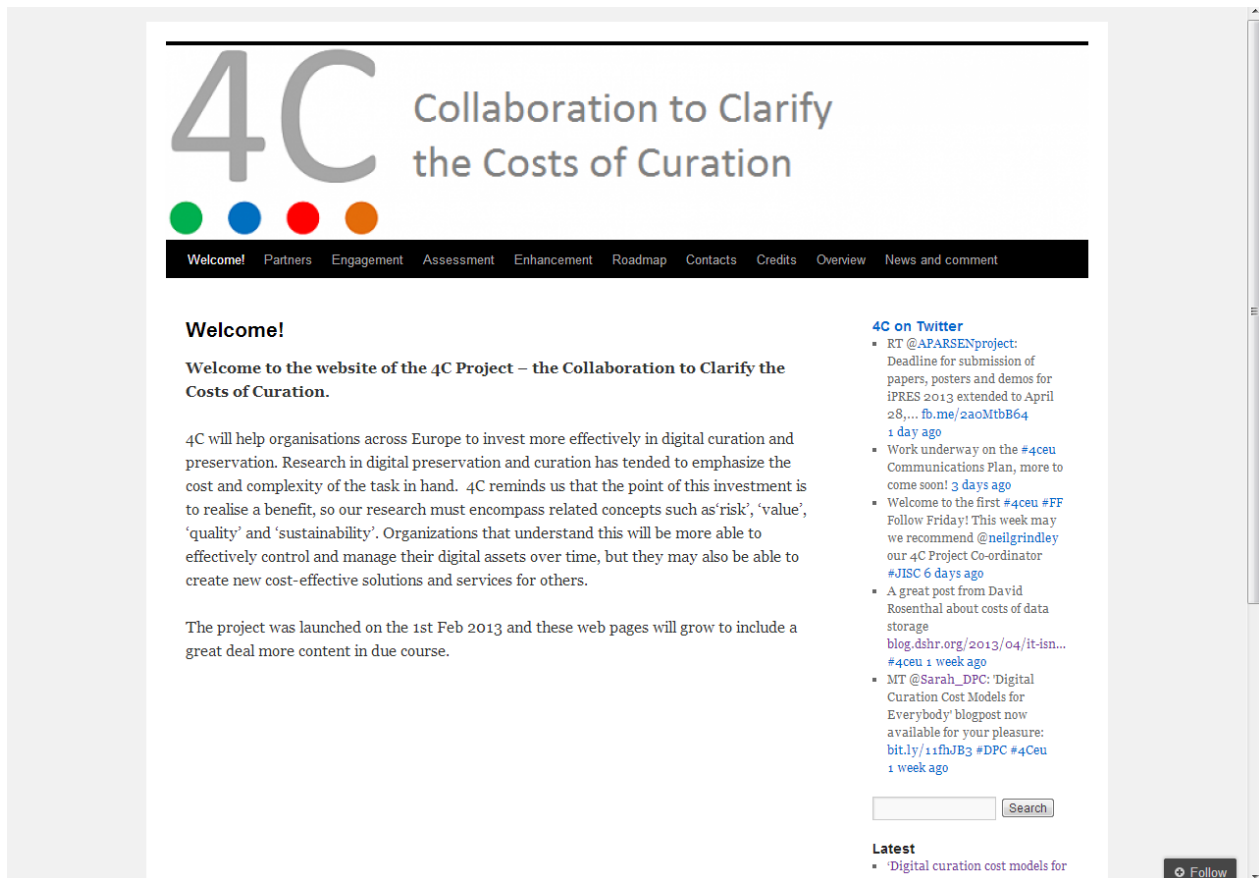 4C
Collaboration to Clarify
the Costs of Curation
Welcome! Partners Engagement Assessment Enhancement Roadmap Contacts Credits Overview News and comment
Welcome!
Welcome to the website of the 4C Project – the Collaboration to Clarify the
Costs of Curation.
4C will help organisations across Europe to invest more effectively in digital curation and
preservation. Research in digital preservation and curation has tended to emphasize the
cost and complexity of the task in hand.  4C reminds us that the point of this investment is
to realise a benefit, so our research must encompass related concepts such as‘risk’, ‘value’,
‘quality’ and ‘sustainability’. Organizations that understand this will be more able to
effectively control and manage their digital assets over time, but they may also be able to
create new cost-effective solutions and services for others.
The project was launched on the 1st Feb 2013 and these web pages will grow to include a
great deal more content in due course.
4C on Twitter
RT @APARSENproject:
Deadline for submission of
papers, posters and demos for
iPRES 2013 extended to April
28,... fb.me/2a0MtbB64
1 day ago
Work underway on the #4ceu
Communications Plan, more to
come soon! 3 days ago
Welcome to the first #4ceu #FF
Follow Friday! This week may
we recommend @neilgrindley
our 4C Project Co-ordinator
#JISC 6 days ago
A great post from David
Rosenthal about costs of data
storage
blog.dshr.org/2013/04/it-isn...
#4ceu 1 week ago
MT @Sarah_DPC: 'Digital
Curation Cost Models for
Everybody' blogpost now
available for your pleasure:
bit.ly/11fhJB3 #DPC #4Ceu
1 week ago
Search
Latest
‘Digital curation cost models for
Follow